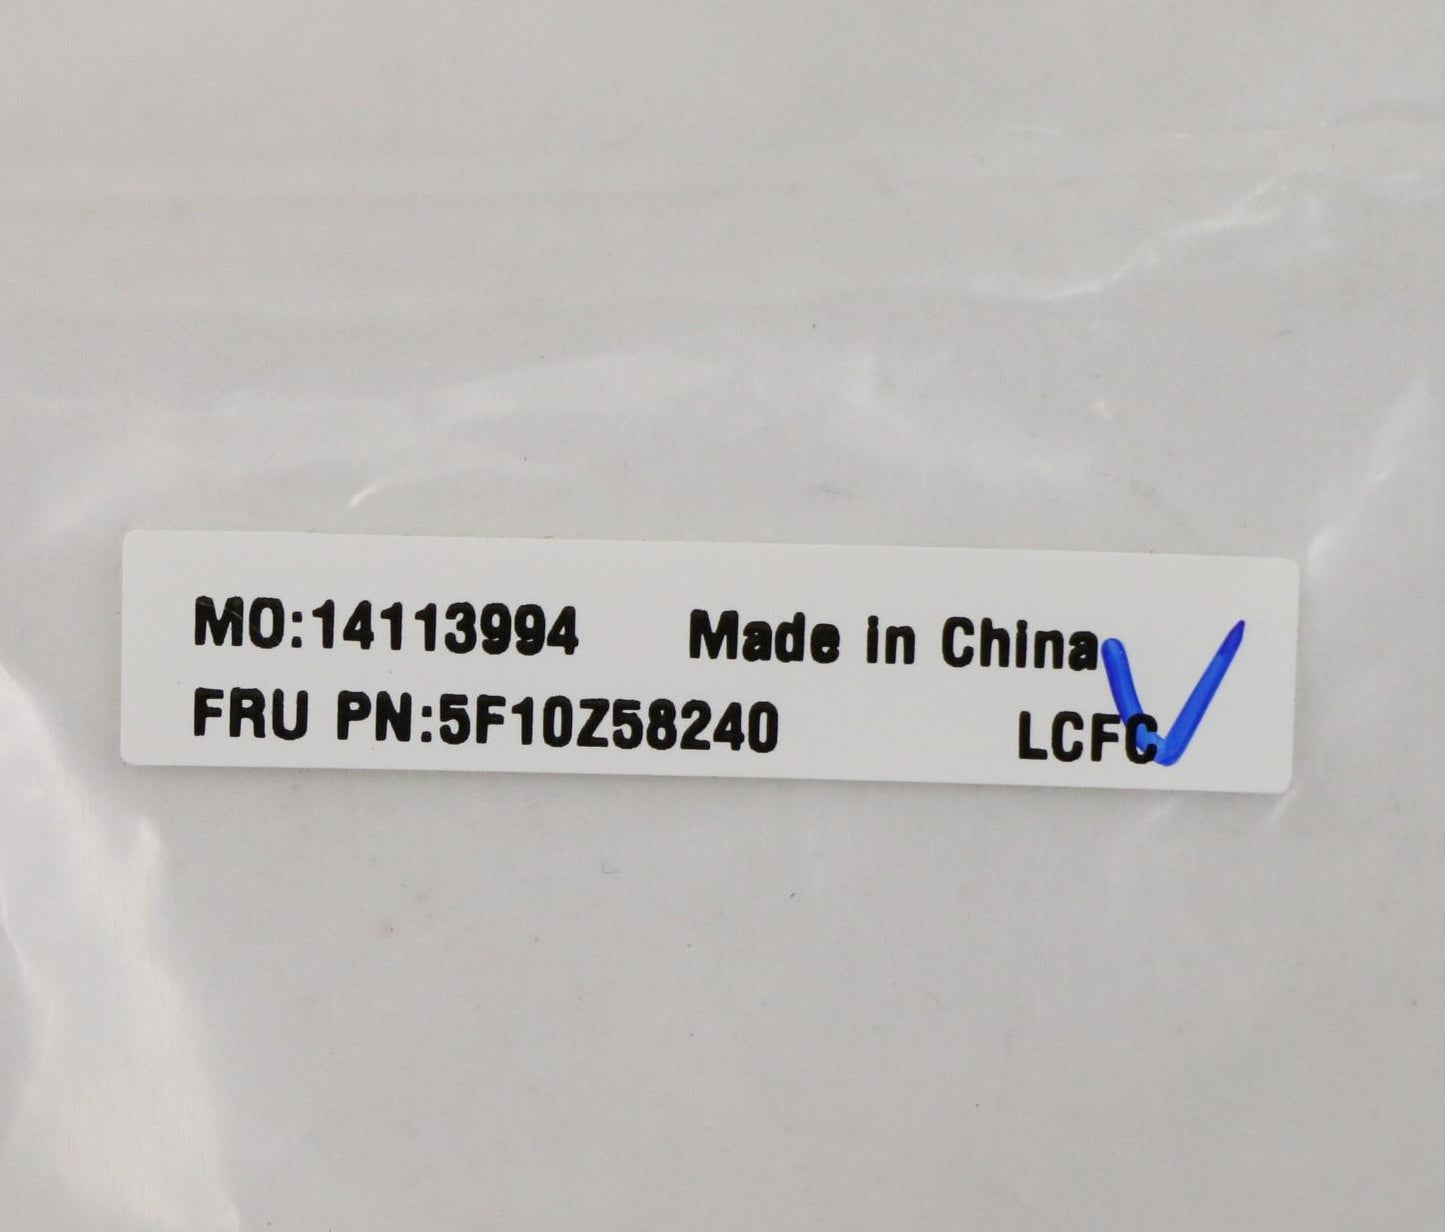 MO:14113994 Made in China
FRU PN:5F10Z58240 LCFC